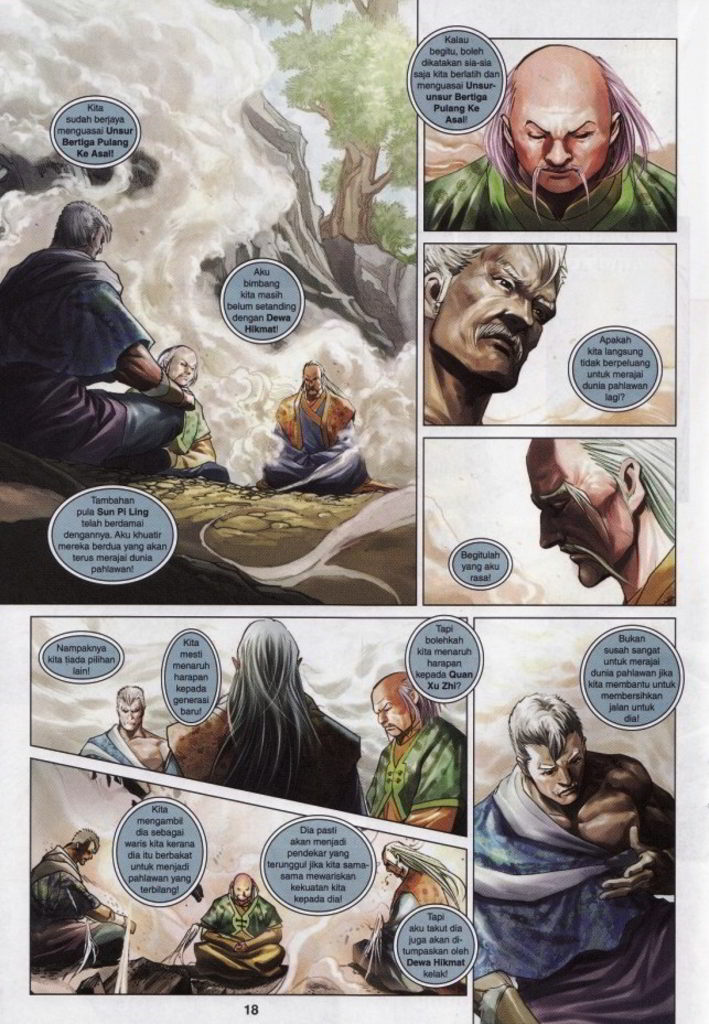 Kita
sudah berjaya
menguasai Unsur
Bertiga Pulang
Ke Asal!
Aku
bimbang
kita masih
belum setanding
dengan Dewa
Hikmat!
Tambahan
pula Sun Pi Ling
telah berdamai
dengannya. Aku khuatir
mereka berdua yang akan
terus merajai dunia
pahlawan!
Kalau
begitu, boleh
dikatakan sia-sia
saja kita berlatih dan
menguasai Unsur-
unsur Bertiga
Pulang Ke
Asal!
Apakah
kita langsung
tidak berpeluang
untuk merajai
dunia pahlawan
lagi?
Begitulah
yang aku
rasa!
Nampaknya
kita tiada pilihan
lain!
Kita
mesti
menaruh
harapan
kepada
generasi
baru!
Tapi
bolehkah
kita menaruh
harapan
kepada Quan
Xu Zhi?
Bukan
susah sangat
untuk merajai
dunia pahlawan jika
kita membantu untuk
membersihkan
jalan untuk
dia!
Kita
mengambil
dia sebagai
waris kita kerana
dia itu berbakat
untuk menjadi
pahlawan yang
terbilang!
Dia pasti
akan menjadi
pendekar yang
terunggul jika kita sama-
sama mewariskan
kekuatan kita
kepada dia!
Tapi
aku takut dia
juga akan di-
tumpaskan oleh
Dewa Hikmat
kelak!
18